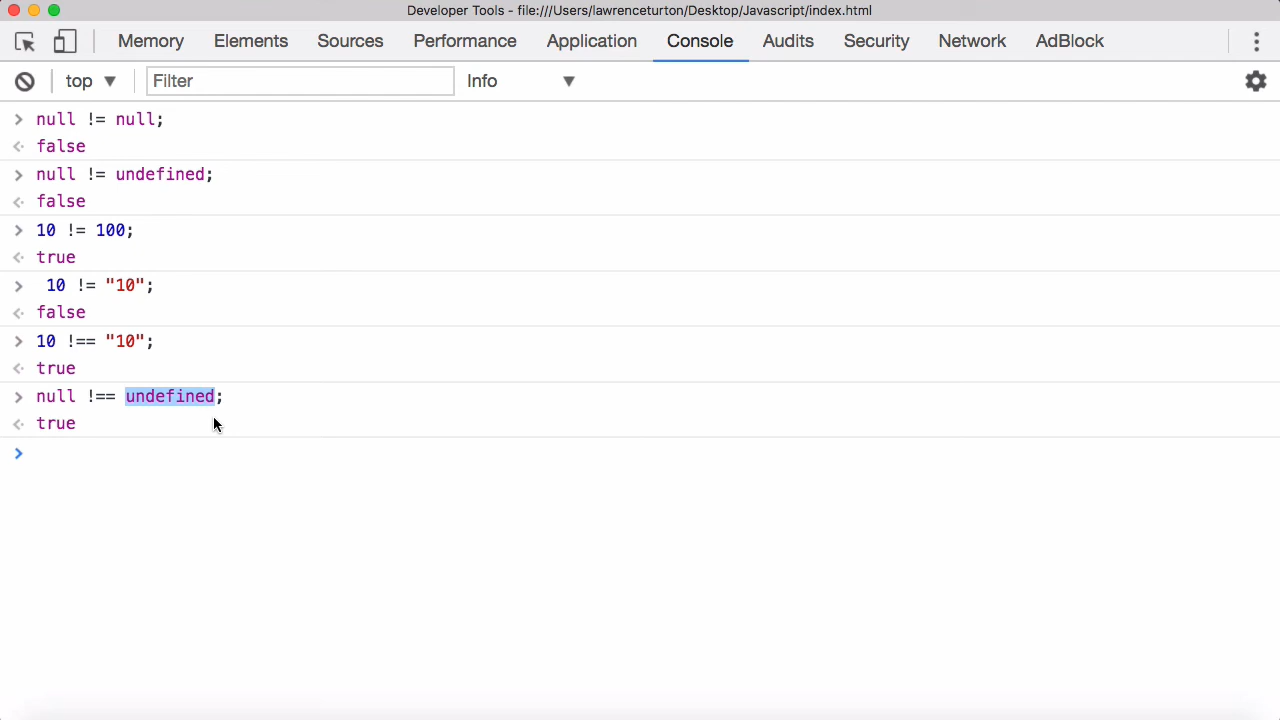 Developer Tools - file:///Users/lawrenceturton/Desktop/Javascript/index.html
Memory Elements Sources Performance Application Console Audits Security Network AdBlock
top Filter Info
null != null;
false
null != undefined;
false
10 != 100;
true
10 != "10";
false
10 !== "10";
true
null !== undefined;
true